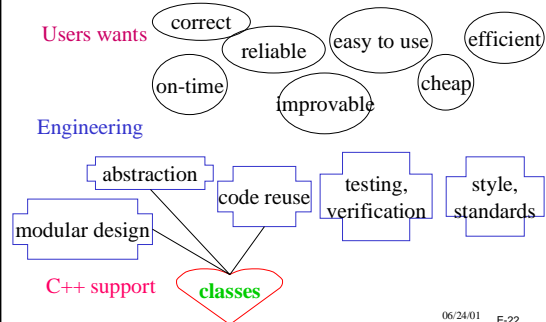 Users wants
correct
reliable
easy to use
efficient
on-time
improvable
cheap
Engineering
abstraction
code reuse
testing,
verification
style,
standards
modular design
C++ support
classes
06/24/01 F-22